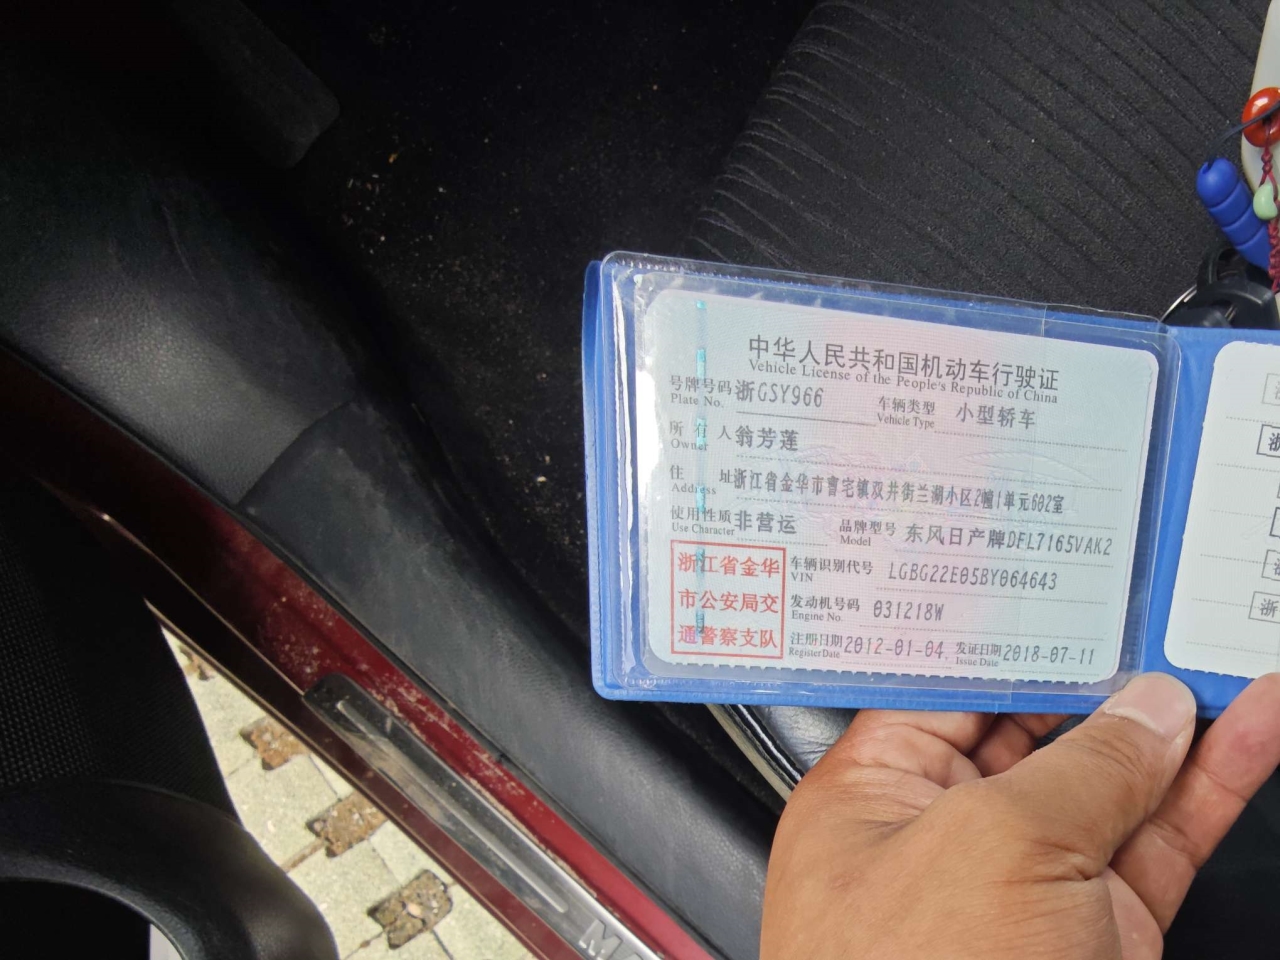 中华人民共和国机动车行驶证
Vehicle License of the People's Republic of China
号牌号码 浙GSY966 车辆类型 小型轿车
Plate No. Vehicle Type
所有人 翁芳莲
Owner
住址 浙江省金华市曹宅镇双井街兰湖小区2幢1单元602室
Address
使用性质 非营运 品牌型号 东风日产牌DFL7165VAK2
Use Character Model
浙江省金华
市公安局交
通警察支队
车辆识别代号 LGBG22E05BY064643
VIN
发动机号码 031218W
Engine No.
注册日期 2012-01-04 发证日期 2018-07-11
Register Date Issue Date
浙
浙